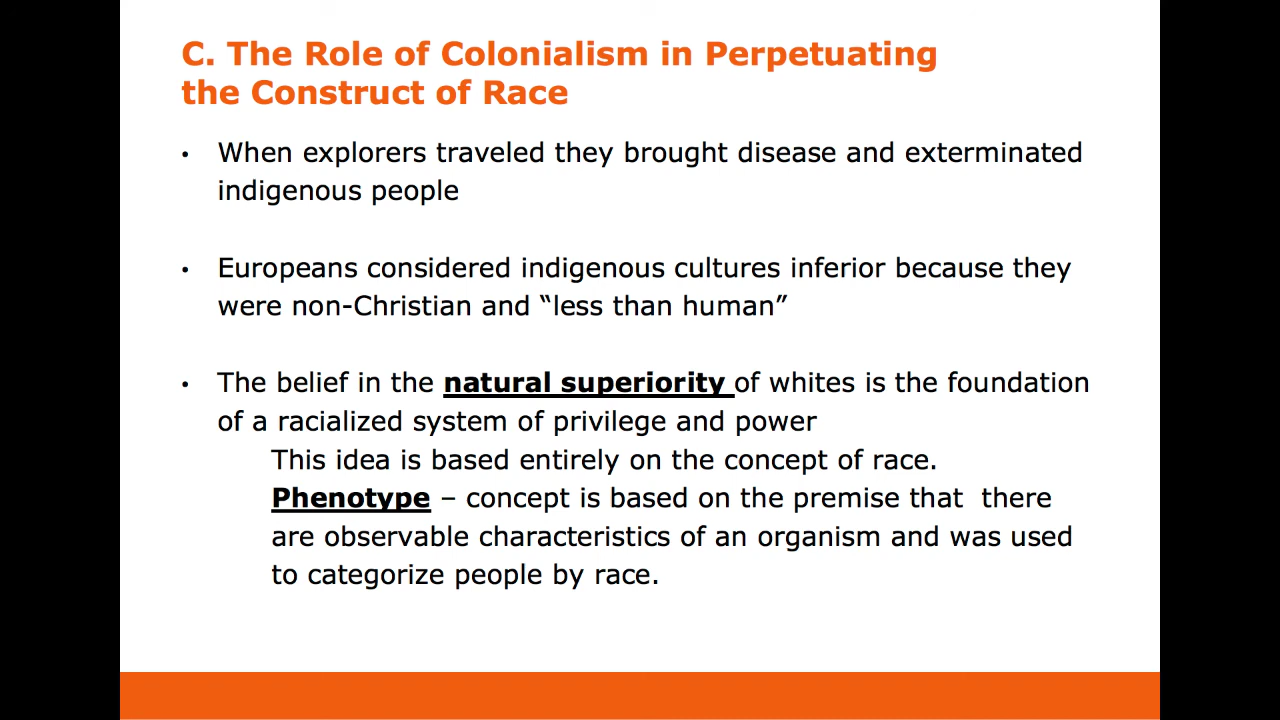 C. The Role of Colonialism in Perpetuating
the Construct of Race
• When explorers traveled they brought disease and exterminated
indigenous people
• Europeans considered indigenous cultures inferior because they
were non-Christian and “less than human”
• The belief in the natural superiority of whites is the foundation
of a racialized system of privilege and power
This idea is based entirely on the concept of race.
Phenotype – concept is based on the premise that  there
are observable characteristics of an organism and was used
to categorize people by race.